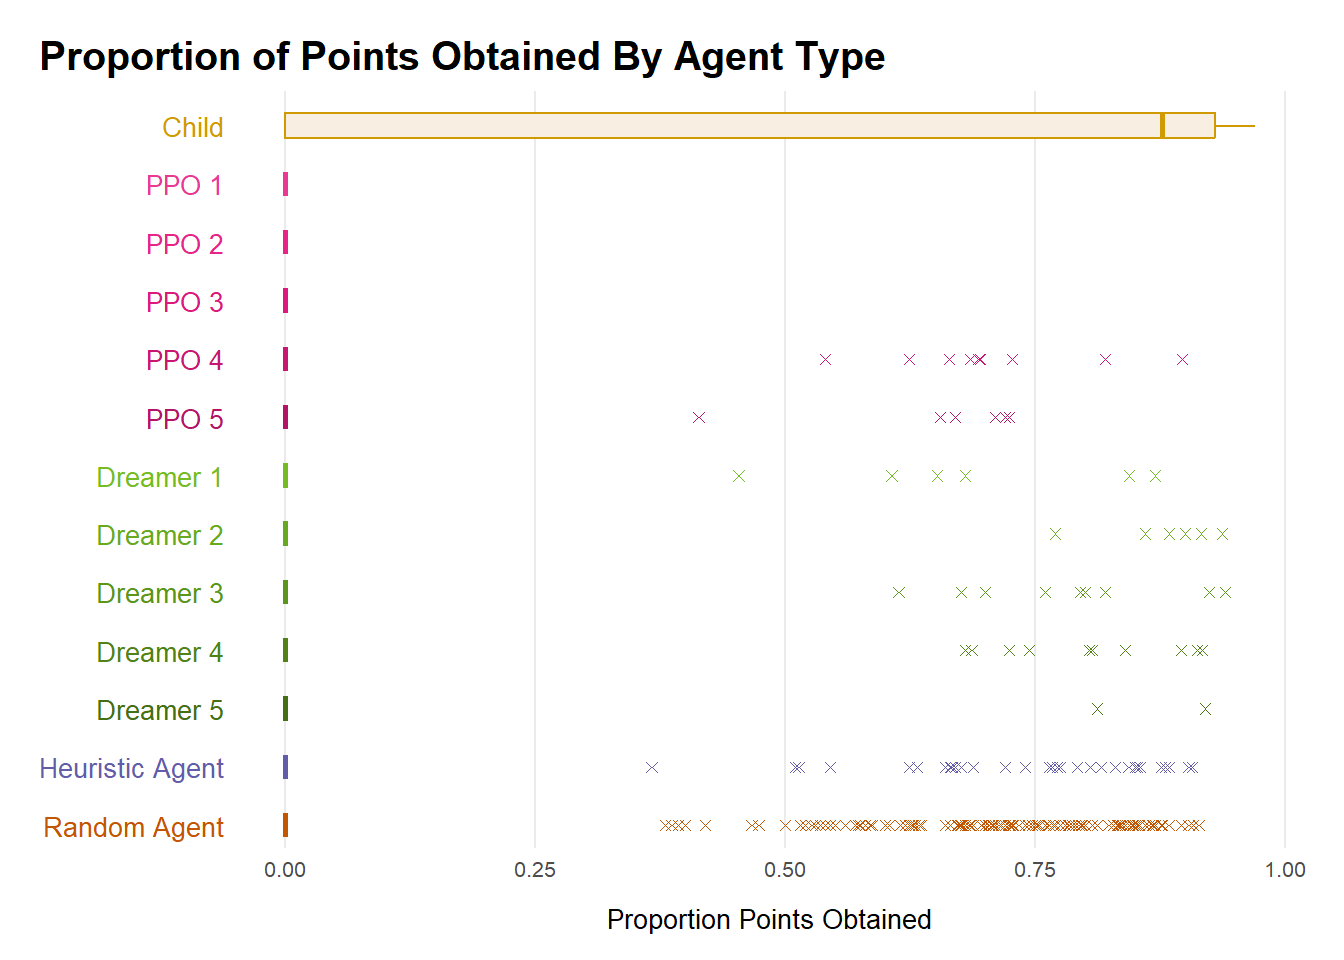 Proportion of Points Obtained By Agent Type
Child
PPO 1
PPO 2
PPO 3
PPO 4
PPO 5
Dreamer 1
Dreamer 2
Dreamer 3
Dreamer 4
Dreamer 5
Heuristic Agent
Random Agent
0.00 0.25 0.50 0.75 1.00
Proportion Points Obtained